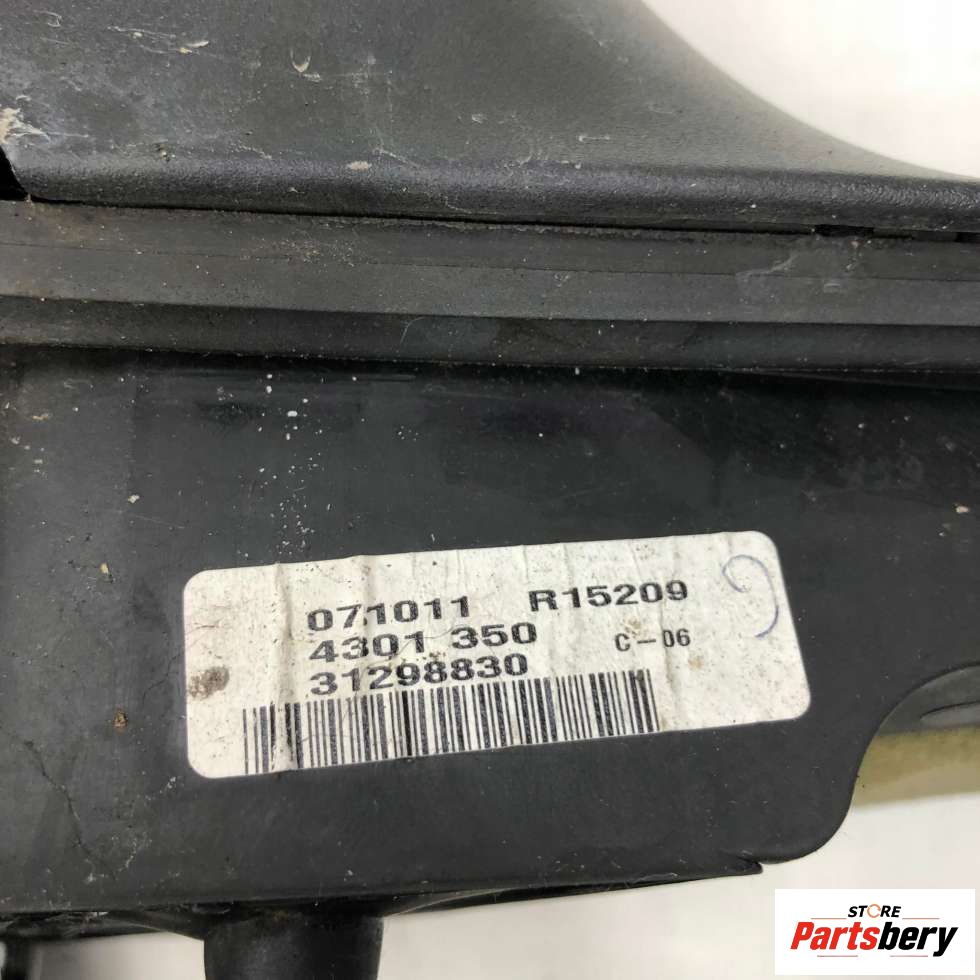 071011 R15209
4301 350 C-06
31298830
STORE
Partsbery